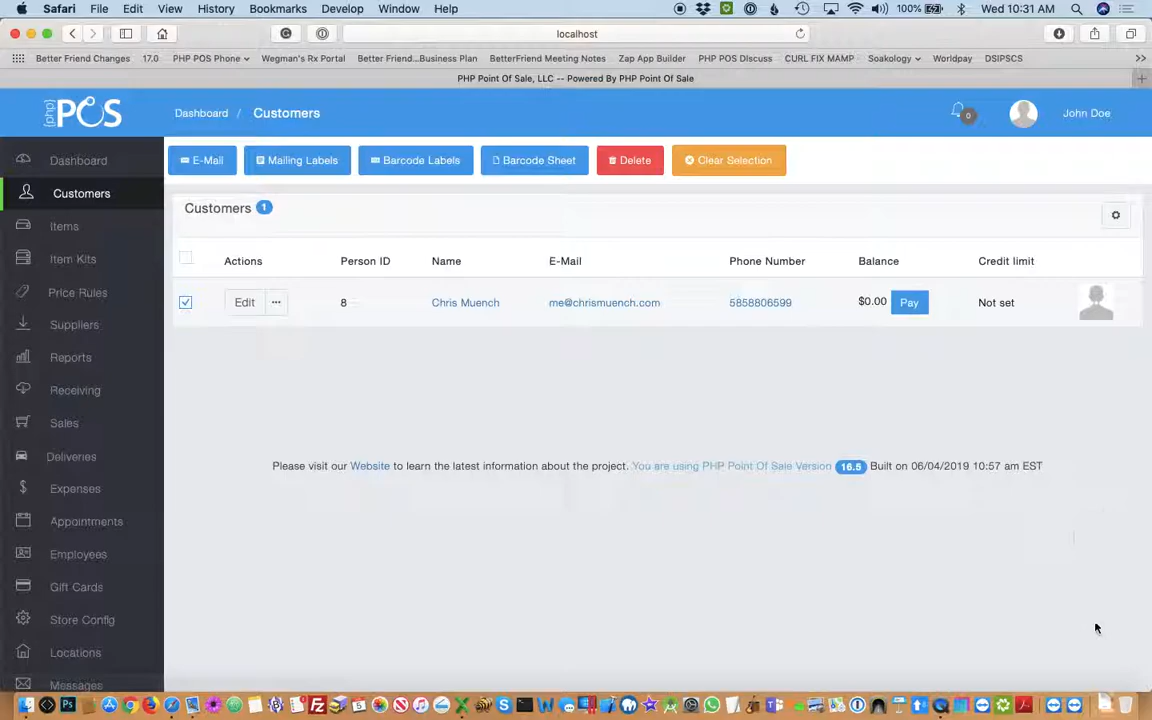 Safari File Edit View History Bookmarks Develop Window Help 100% Wed 10:31 AM
localhost
Better Friend Changes 17.0 PHP POS Phone Wegman's Rx Portal Better Friend...Business Plan BetterFriend Meeting Notes Zap App Builder PHP POS DIscuss CURL FIX MAMP Soakology Worldpay DSIPSCS
PHP Point Of Sale, LLC -- Powered By PHP Point Of Sale
(php) POS Dashboard / Customers 0 John Doe
E-Mail Mailing Labels Barcode Labels Barcode Sheet Delete Clear Selection
Dashboard
Customers
Items
Item Kits
Price Rules
Suppliers
Reports
Receiving
Sales
Deliveries
Expenses
Appointments
Employees
Gift Cards
Store Config
Locations
Messages
Customers 1
Actions Person ID Name E-Mail Phone Number Balance Credit limit
Edit ... 8 Chris Muench me@chrismuench.com 5858806599 $0.00 Pay Not set
Please visit our Website to learn the latest information about the project. You are using PHP Point Of Sale Version 16.5 Built on 06/04/2019 10:57 am EST